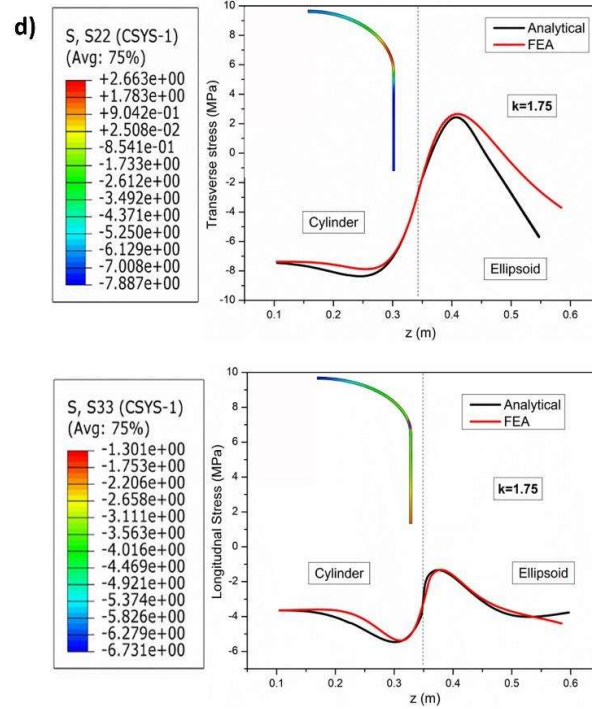 d)
S, S22 (CSYS-1)
(Avg: 75%)
+2.663e+00
+1.783e+00
+9.042e-01
+2.508e-02
-8.541e-01
-1.733e+00
-2.612e+00
-3.492e+00
-4.371e+00
-5.250e+00
-6.129e+00
-7.008e+00
-7.887e+00
Transverse stress (MPa)
10
8
6
4
2
0
-2
-4
-6
-8
-10
Analytical
FEA
k=1.75
Cylinder
Ellipsoid
0.1 0.2 0.3 0.4 0.5 0.6
z (m)
S, S33 (CSYS-1)
(Avg: 75%)
-1.301e+00
-1.753e+00
-2.206e+00
-2.658e+00
-3.111e+00
-3.563e+00
-4.016e+00
-4.469e+00
-4.921e+00
-5.374e+00
-5.826e+00
-6.279e+00
-6.731e+00
Longitudnal Stress (MPa)
10
8
6
4
2
0
-2
-4
-6
Analytical
FEA
k=1.75
Cylinder
Ellipsoid
0.1 0.2 0.3 0.4 0.5 0.6
z (m)